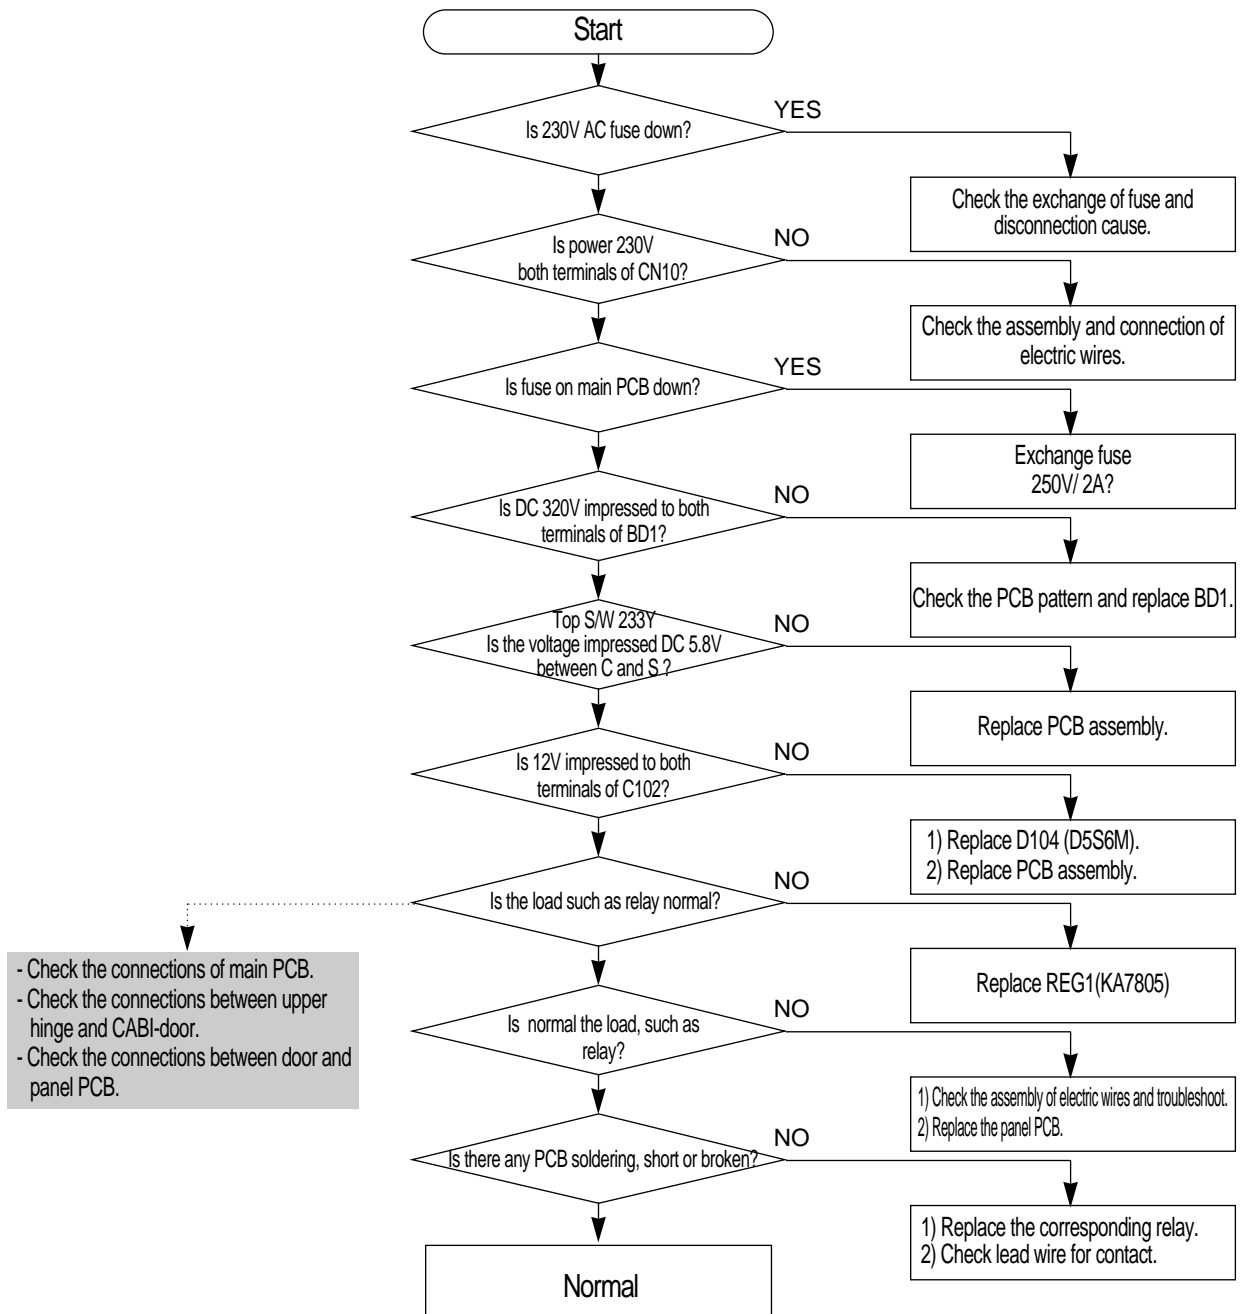 Start
Is 230V AC fuse down?
YES
Check the exchange of fuse and
disconnection cause.
Is power 230V
both terminals of CN10?
NO
Check the assembly and connection of
electric wires.
Is fuse on main PCB down?
YES
Exchange fuse
250V/ 2A?
Is DC 320V impressed to both
terminals of BD1?
NO
Check the PCB pattern and replace BD1.
Top S/W 233Y
Is the voltage impressed DC 5.8V
between C and S ?
NO
Replace PCB assembly.
Is 12V impressed to both
terminals of C102?
NO
1) Replace D104 (D5S6M).
2) Replace PCB assembly.
Is the load such as relay normal?
NO
Replace REG1(KA7805)
- Check the connections of main PCB.
- Check the connections between upper
hinge and CABI-door.
- Check the connections between door and
panel PCB.
Is normal the load, such as
relay?
NO
1) Check the assembly of electric wires and troubleshoot.
2) Replace the panel PCB.
Is there any PCB soldering, short or broken?
NO
1) Replace the corresponding relay.
2) Check lead wire for contact.
Normal